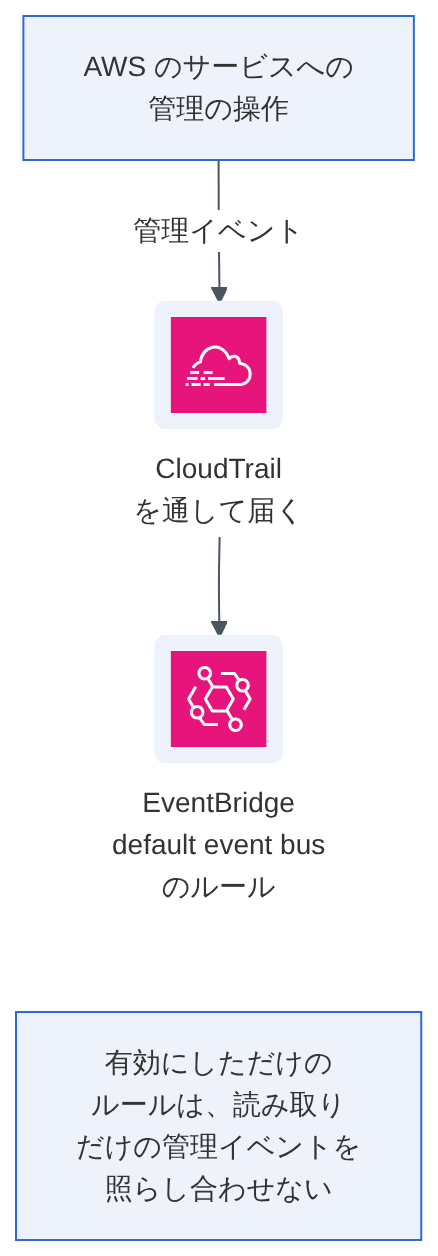 AWS のサービスへの
管理の操作
管理イベント
CloudTrail
を通して届く
EventBridge
default event bus
のルール
有効にしただけの
ルールは、読み取り
だけの管理イベントを
照らし合わせない